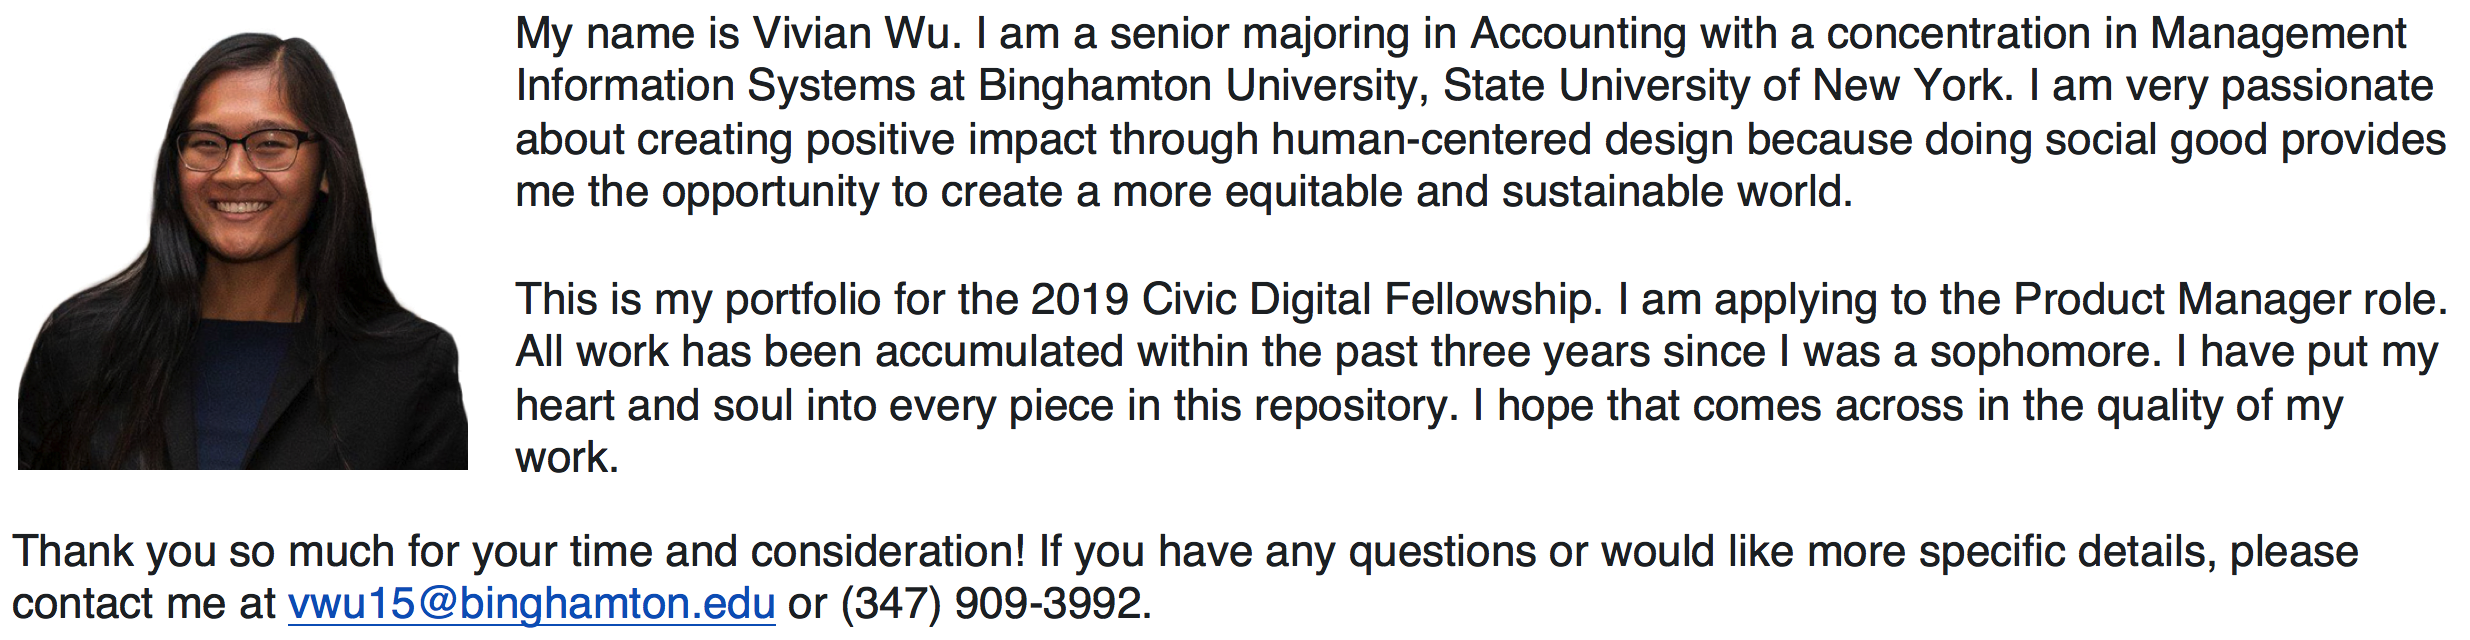 My name is Vivian Wu. I am a senior majoring in Accounting with a concentration in Management
Information Systems at Binghamton University, State University of New York. I am very passionate
about creating positive impact through human-centered design because doing social good provides
me the opportunity to create a more equitable and sustainable world.
This is my portfolio for the 2019 Civic Digital Fellowship. I am applying to the Product Manager role.
All work has been accumulated within the past three years since I was a sophomore. I have put my
heart and soul into every piece in this repository. I hope that comes across in the quality of my
work.
Thank you so much for your time and consideration! If you have any questions or would like more specific details, please
contact me at vwu15@binghamton.edu or (347) 909-3992.